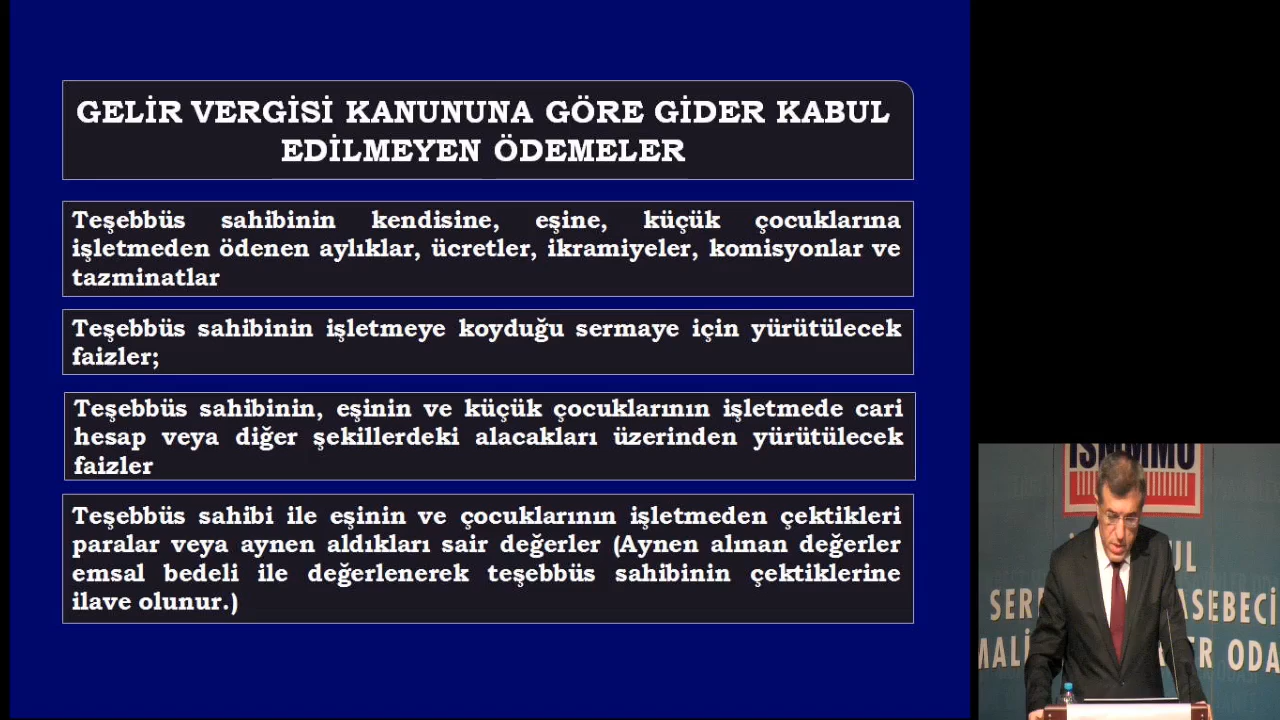 GELİR VERGİSİ KANUNUNA GÖRE GİDER KABUL
EDİLMEYEN ÖDEMELER
Teşebbüs sahibinin kendisine, eşine, küçük çocuklarına
işletmeden ödenen aylıklar, ücretler, ikramiyeler, komisyonlar ve
tazminatlar
Teşebbüs sahibinin işletmeye koyduğu sermaye için yürütülecek
faizler;
Teşebbüs sahibinin, eşinin ve küçük çocuklarının işletmede cari
hesap veya diğer şekillerdeki alacakları üzerinden yürütülecek
faizler
Teşebbüs sahibi ile eşinin ve çocuklarının işletmeden çektikleri
paralar veya aynen aldıkları sair değerler (Aynen alınan değerler
emsal bedeli ile değerlenerek teşebbüs sahibinin çektiklerine
ilave olunur.)
İSMMMO
UL
SER ASEBECİ
MALİ ER ODA